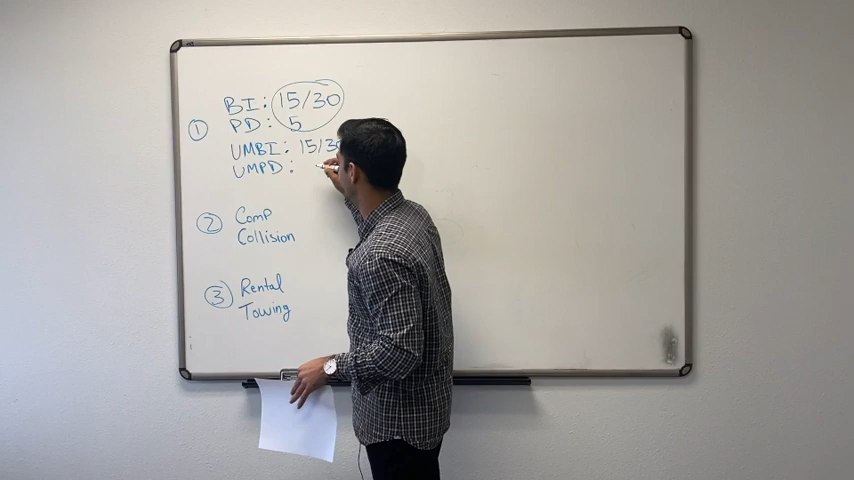 ① BI: 15/30
PD: 5
UMBI: 15/30
UMPD:
② Comp
Collision
③ Rental
Towing